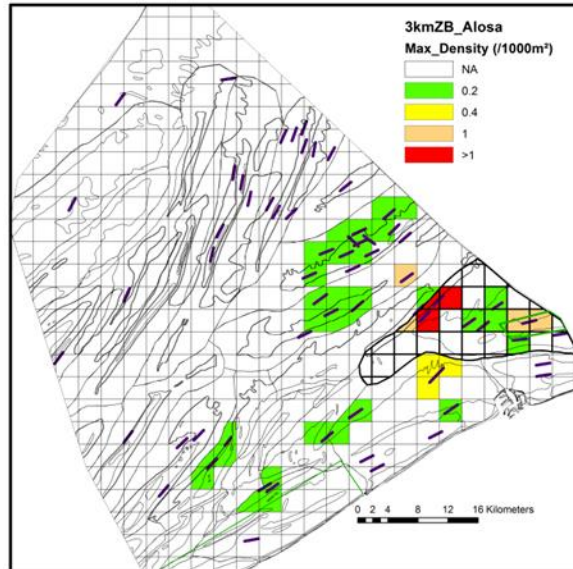 3kmZB_Alosa
Max_Density (/1000m²)
NA
0.2
0.4
1
>1
0 2 4 8 12 16 Kilometers